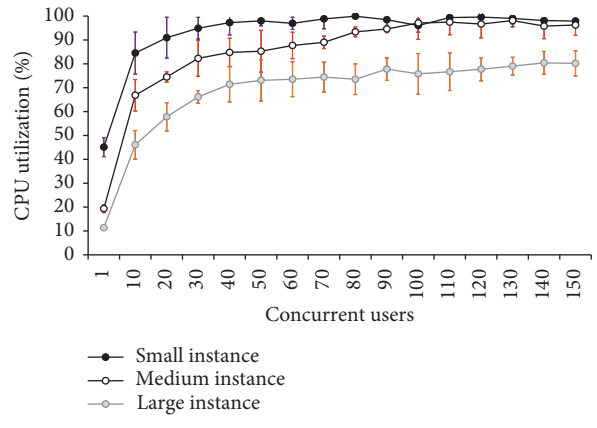 CPU utilization (%)
100
90
80
70
60
50
40
30
20
10
0
1 10 20 30 40 50 60 70 80 90 100 110 120 130 140 150
Concurrent users
Small instance
Medium instance
Large instance